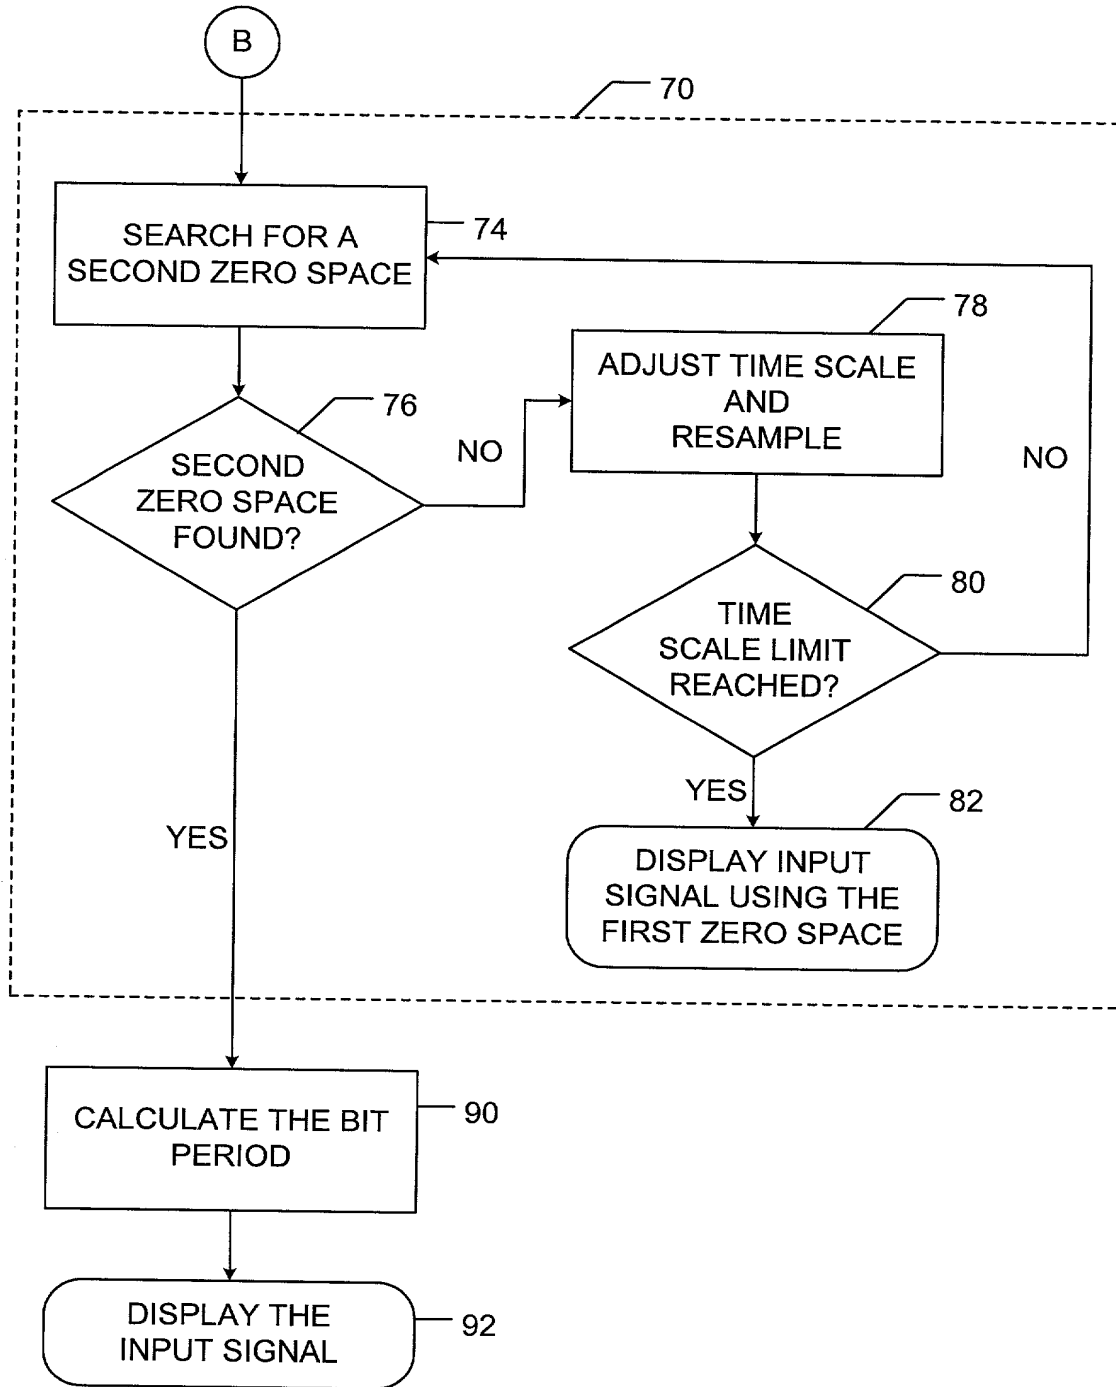 B
70
SEARCH FOR A
SECOND ZERO SPACE
74
78
ADJUST TIME SCALE
AND
RESAMPLE
76
NO
NO
SECOND
ZERO SPACE
FOUND?
80
TIME
SCALE LIMIT
REACHED?
YES
82
YES
DISPLAY INPUT
SIGNAL USING THE
FIRST ZERO SPACE
CALCULATE THE BIT
PERIOD
90
DISPLAY THE
INPUT SIGNAL
92